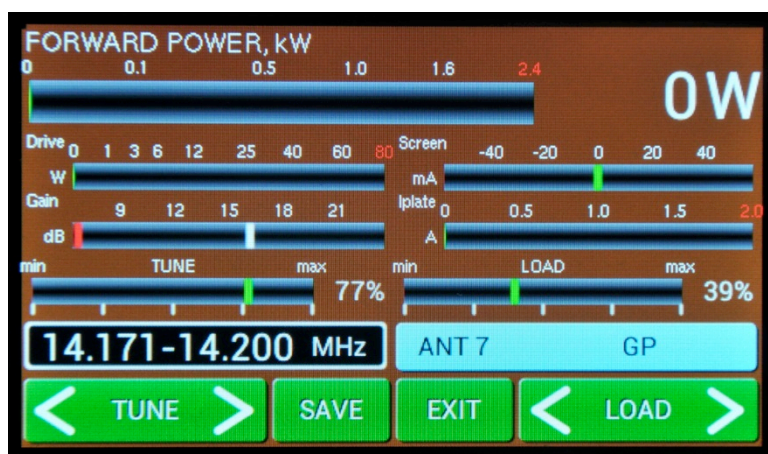 FORWARD POWER, kW
0 0.1 0.5 1.0 1.6 2.4
0 W
Drive 0 1 3 6 12 25 40 60 80
W
Screen -40 -20 0 20 40
mA
Gain 9 12 15 18 21
dB
Iplate 0 0.5 1.0 1.5 2.0
A
min TUNE max
77%
min LOAD max
39%
14.171-14.200 MHz
ANT 7 GP
< TUNE >
SAVE
EXIT
< LOAD >